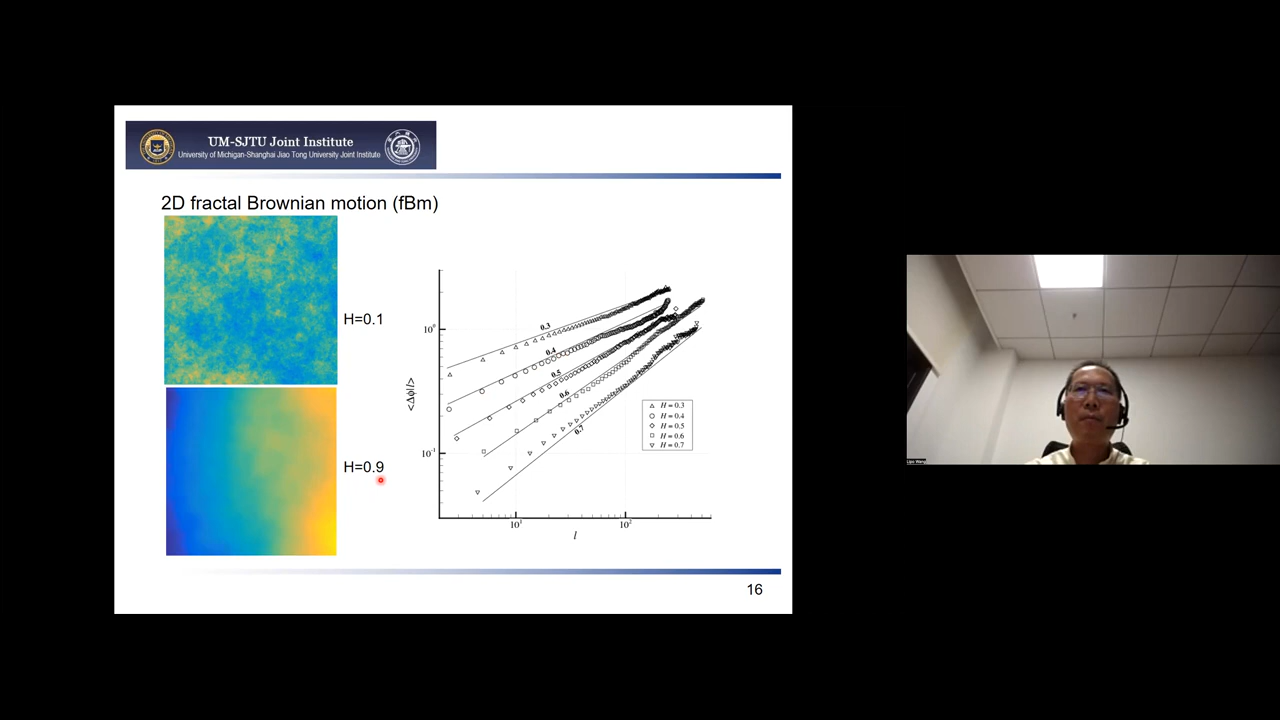 UM-SJTU Joint Institute
University of Michigan-Shanghai Jiao Tong University Joint Institute
2D fractal Brownian motion (fBm)
H=0.1
H=0.9
<Δϕ|l>
10⁰
10⁻¹
0.3
0.4
0.5
0.6
0.7
H = 0.3
H = 0.4
H = 0.5
H = 0.6
H = 0.7
10¹
10²
l
16
Lipo Wang